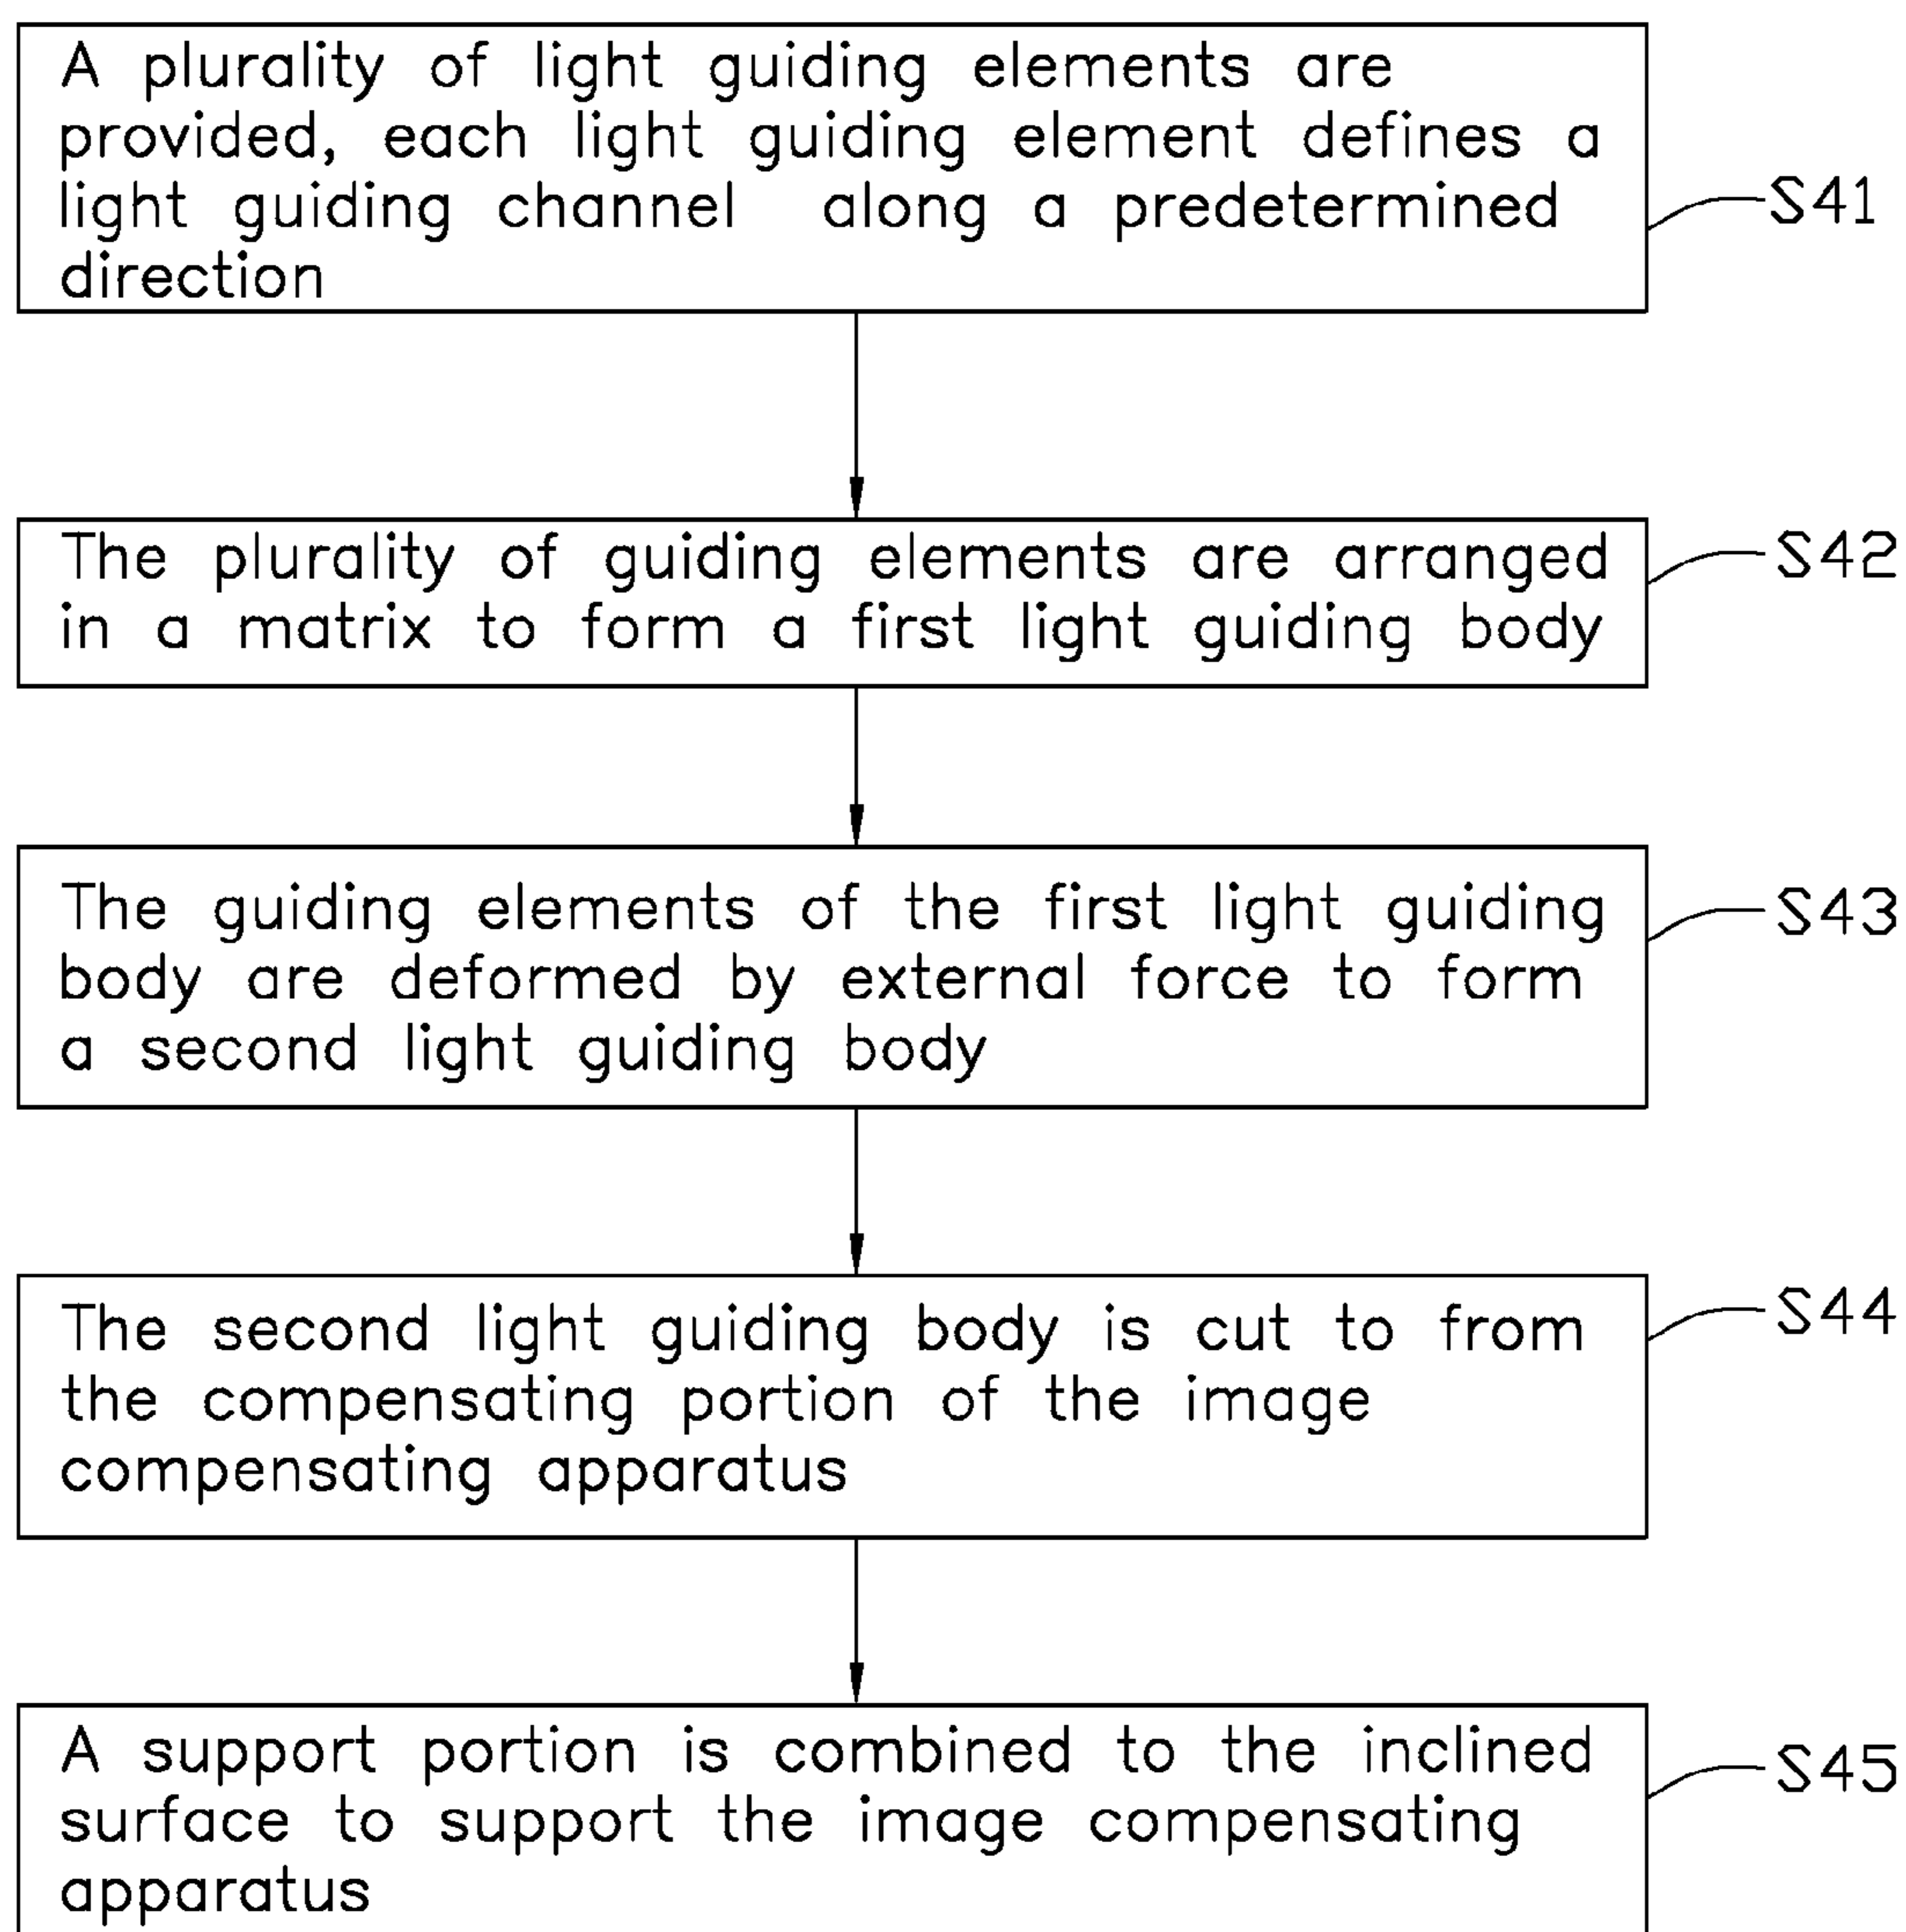 A plurality of light guiding elements are
provided, each light guiding element defines a
light guiding channel along a predetermined
direction
S41
The plurality of guiding elements are arranged
in a matrix to form a first light guiding body
S42
The guiding elements of the first light guiding
body are deformed by external force to form
a second light guiding body
S43
The second light guiding body is cut to from
the compensating portion of the image
compensating apparatus
S44
A support portion is combined to the inclined
surface to support the image compensating
apparatus
S45